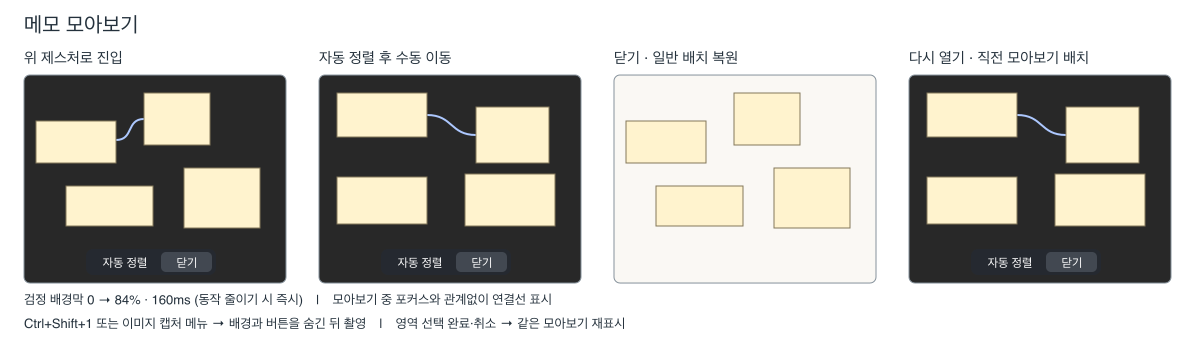 메모 모아보기
위 제스처로 진입
자동 정렬 후 수동 이동
닫기 · 일반 배치 복원
다시 열기 · 직전 모아보기 배치
자동 정렬 닫기
자동 정렬 닫기
자동 정렬 닫기
검정 배경막 0 → 84% · 160ms (동작 줄이기 시 즉시) | 모아보기 중 포커스와 관계없이 연결선 표시
Ctrl+Shift+1 또는 이미지 캡처 메뉴 → 배경과 버튼을 숨긴 뒤 촬영 | 영역 선택 완료·취소 → 같은 모아보기 재표시